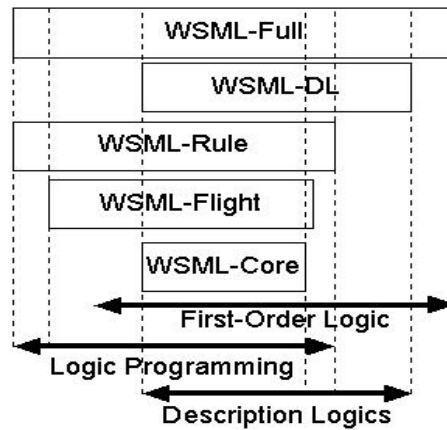 WSML-Full
WSML-DL
WSML-Rule
WSML-Flight
WSML-Core
First-Order Logic
Logic Programming
Description Logics